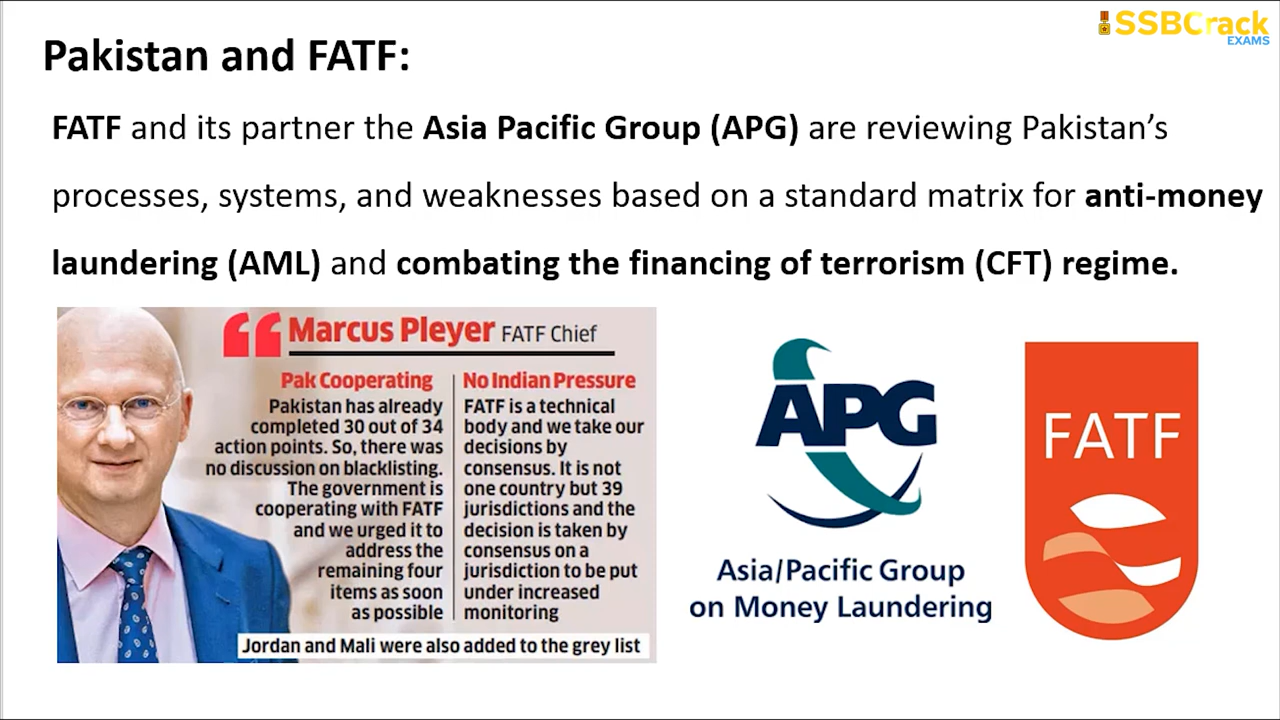 SSBCrack
EXAMS
Pakistan and FATF:
FATF and its partner the Asia Pacific Group (APG) are reviewing Pakistan’s
processes, systems, and weaknesses based on a standard matrix for anti-money
laundering (AML) and combating the financing of terrorism (CFT) regime.
Marcus Pleyer FATF Chief
Pak Cooperating
Pakistan has already
completed 30 out of 34
action points. So, there was
no discussion on blacklisting.
The government is
cooperating with FATF
and we urged it to
address the
remaining four
items as soon
as possible
No Indian Pressure
FATF is a technical
body and we take our
decisions by
consensus. It is not
one country but 39
jurisdictions and the
decision is taken by
consensus on a
jurisdiction to be put
under increased
monitoring
Jordan and Mali were also added to the grey list
APG
Asia/Pacific Group
on Money Laundering
FATF